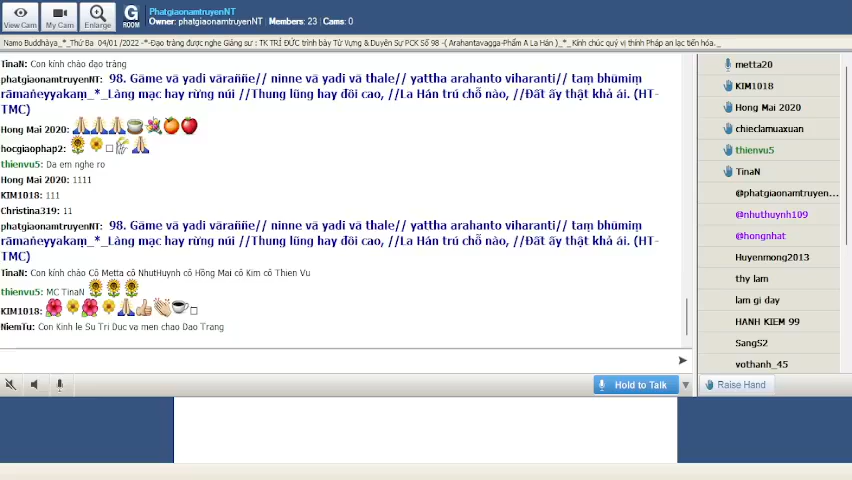 View Cam
My Cam
Enlarge
G
ROOM
PhatgiaonamtruyenNT
Owner: phatgiaonamtruyenNT | Members: 23 | Cams: 0
Namo Buddhāya_*_Thứ Ba 04/01 /2022 -*-Đạo tràng được nghe Giảng sư : TK TRÍ ĐỨC trình bày Từ Vựng & Duyên Sự PCK Số 98 -( Arahantavagga-Phẩm A La Hán )_*_ Kính chúc quý vị thính Pháp an lạc tiến hóa._
TinaN: Con kính chào đạo tràng
phatgiaonamtruyenNT: 98. Gāme vā yadi vāraññe// ninne vā yadi vā thale// yattha arahanto viharanti// taṃ bhūmiṃ
rāmaṇeyyakaṃ_*_Làng mạc hay rừng núi //Thung lũng hay đồi cao, //La Hán trú chỗ nào, //Đất ấy thật khả ái. (HT-
TMC)
Hong Mai 2020:
hocgiaophap2:
thienvu5: Da em nghe ro
Hong Mai 2020: 1111
KIM1018: 111
Christina319: 11
phatgiaonamtruyenNT: 98. Gāme vā yadi vāraññe// ninne vā yadi vā thale// yattha arahanto viharanti// taṃ bhūmiṃ
rāmaṇeyyakaṃ_*_Làng mạc hay rừng núi //Thung lũng hay đồi cao, //La Hán trú chỗ nào, //Đất ấy thật khả ái. (HT-
TMC)
TinaN: Con kính chào Cô Metta cô NhutHuynh cô Hồng Mai cô Kim cô Thien Vu
thienvu5: MC TinaN
KIM1018:
NiemTu: Con Kinh le Su Tri Duc va men chao Dao Trang
Hold to Talk
metta20
KIM1018
Hong Mai 2020
chieclamuaxuan
thienvu5
TinaN
@phatgiaonamtruyen...
@nhuthuynh109
@hongnhat
Huyenmong2013
thy lam
lam gi day
HANH KIEM 99
SangS2
vothanh_45
Raise Hand